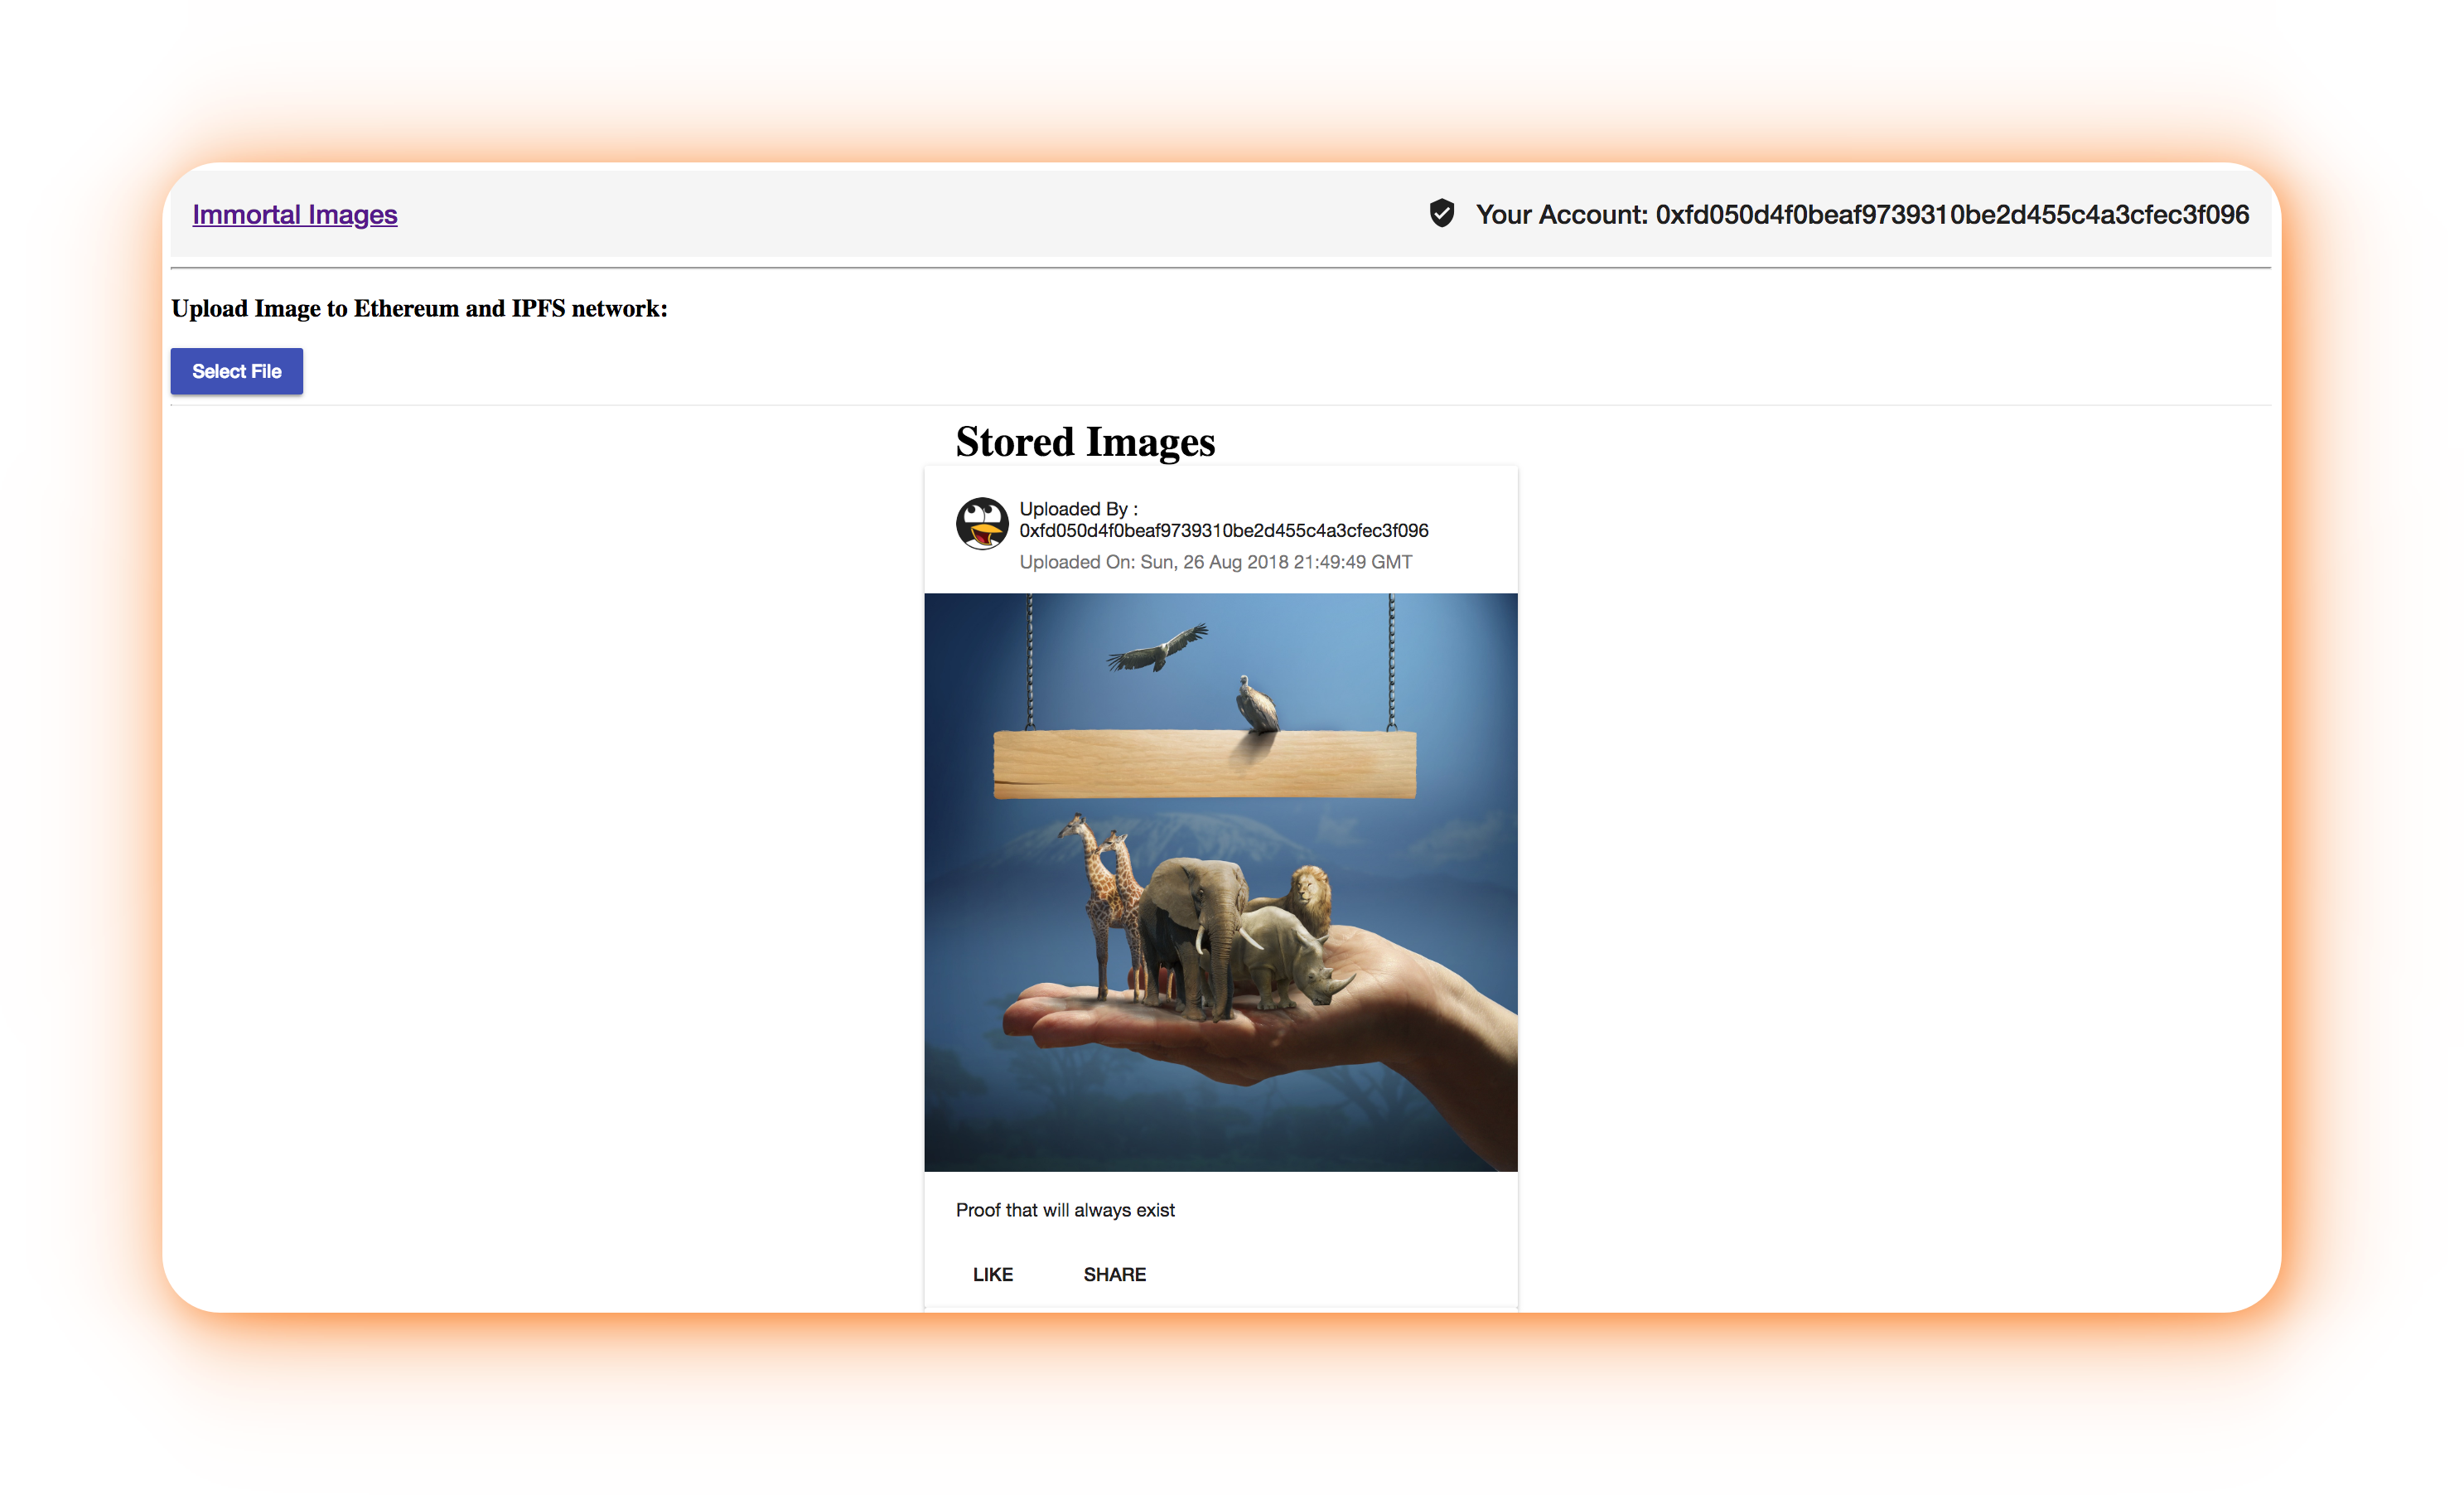 Immortal Images
Your Account: 0xfd050d4f0beaf9739310be2d455c4a3cfec3f096
Upload Image to Ethereum and IPFS network:
Select File
Stored Images
Uploaded By :
0xfd050d4f0beaf9739310be2d455c4a3cfec3f096
Uploaded On: Sun, 26 Aug 2018 21:49:49 GMT
Proof that will always exist
LIKE SHARE